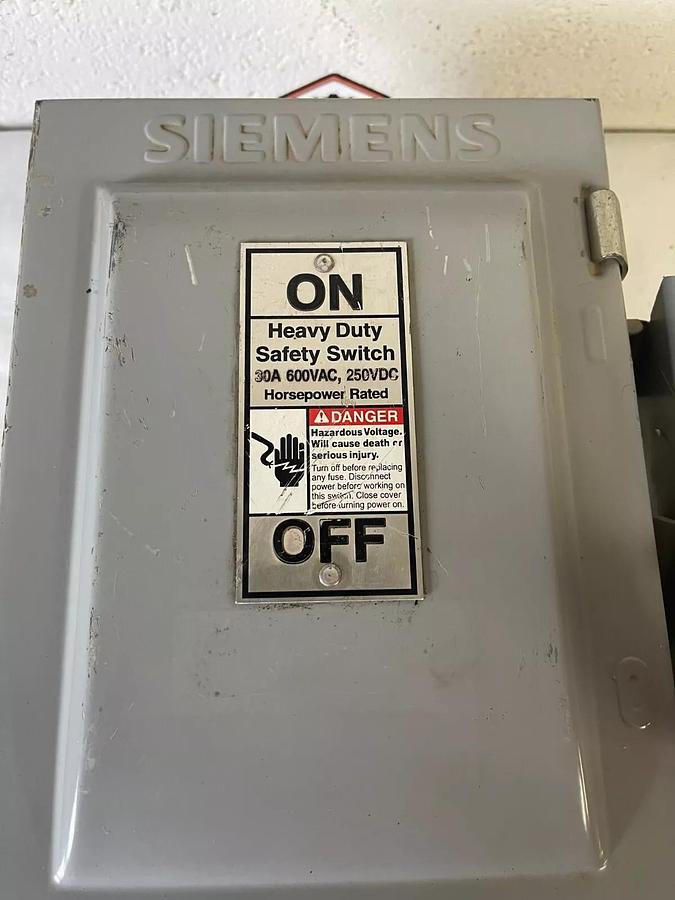 SIEMENS
ON
Heavy Duty
Safety Switch
30A 600VAC, 250VDC
Horsepower Rated
DANGER
Hazardous Voltage.
Will cause death or
serious injury.
Turn off before replacing
any fuse. Disconnect
power before working on
this switch. Close cover
before turning power on.
OFF